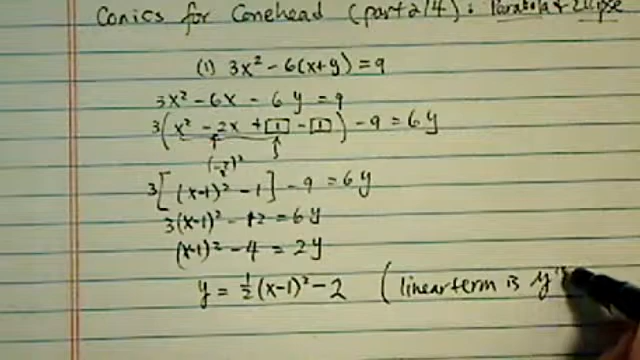 Conics for Conehead (part 2/4) : Parabola & Ellipse
(1) 3x² - 6(x+y) = 9
3x² - 6x - 6y = 9
3(x² - 2x + 1 - 1) - 9 = 6y
(-2/2)²
3[(x-1)² - 1] - 9 = 6y
3(x-1)² - 12 = 6y
(x-1)² - 4 = 2y
y = ½(x-1)² - 2 (linear term is "y"